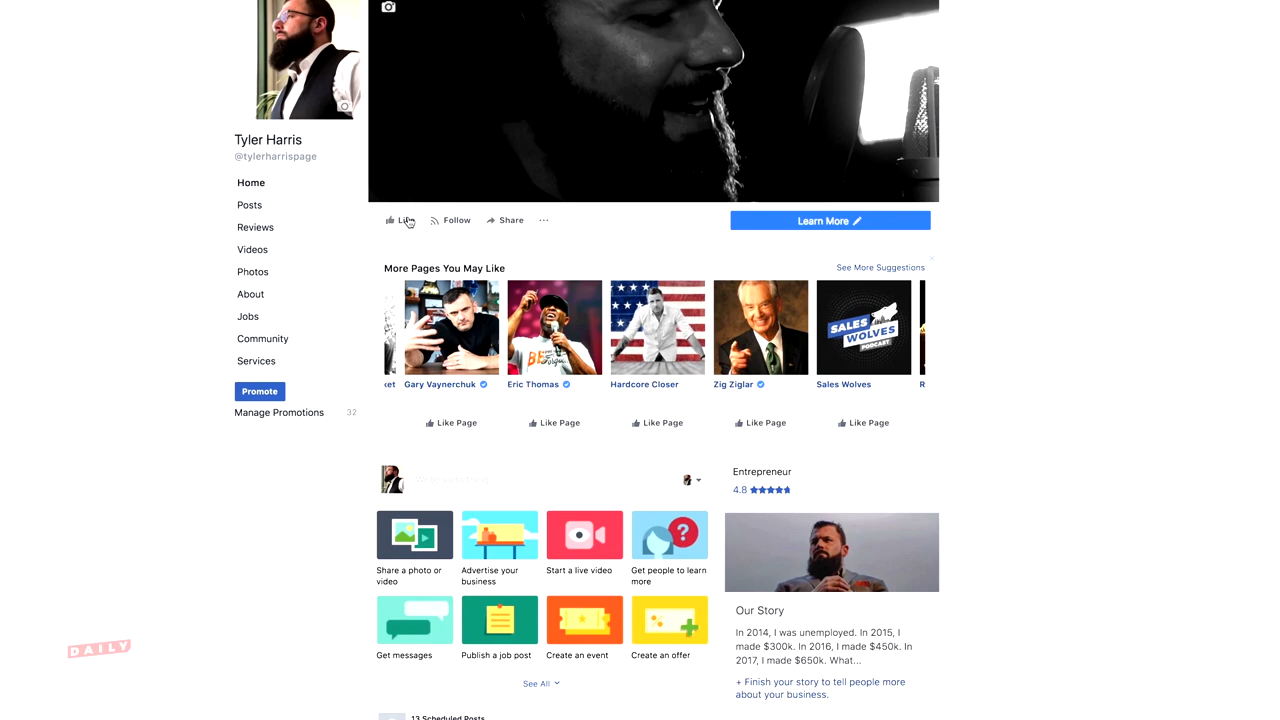 Tyler Harris
@tylerharrispage
Home
Posts
Reviews
Videos
Photos
About
Jobs
Community
Services
Promote
Manage Promotions 32
Like Follow Share ...
Learn More
More Pages You May Like
See More Suggestions
SALES
WOLVES
PODCAST
ket
Gary Vaynerchuk
Eric Thomas
Hardcore Closer
Zig Ziglar
Sales Wolves
R
Like Page
Like Page
Like Page
Like Page
Like Page
Share a photo or
video
Advertise your
business
Start a live video
Get people to learn
more
Get messages
Publish a job post
Create an event
Create an offer
See All
13 Scheduled Posts
Entrepreneur
4.8
Our Story
In 2014, I was unemployed. In 2015, I
made $300k. In 2016, I made $450k. In
2017, I made $650k. What...
+ Finish your story to tell people more
about your business.
DAILY